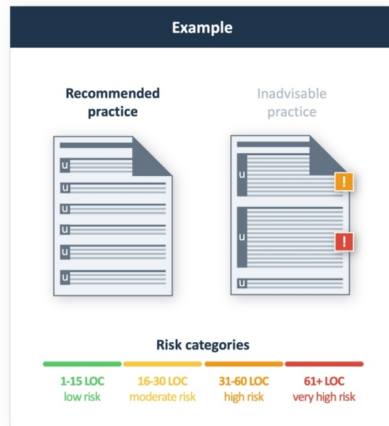 Example
Recommended practice
Inadvisable practice
u
u
u
u
u
u
u
!
u
!
u
Risk categories
1-15 LOC
low risk
16-30 LOC
moderate risk
31-60 LOC
high risk
61+ LOC
very high risk